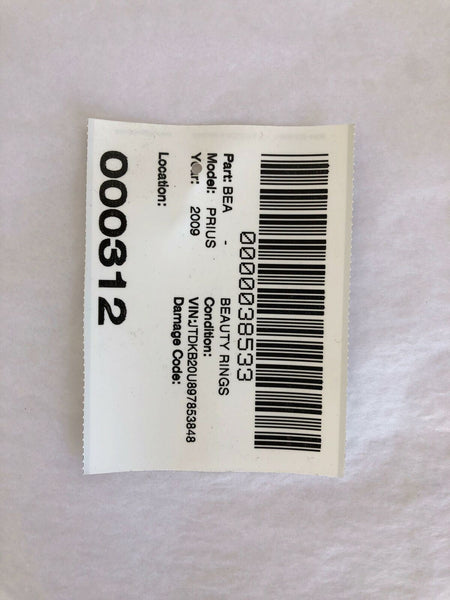 0000038533
Part: BEA - BEAUTY RINGS
Model: PRIUS Condition:
Year: 2009 VIN:JTDKB20U897853848
Damage Code:
Location:
000312